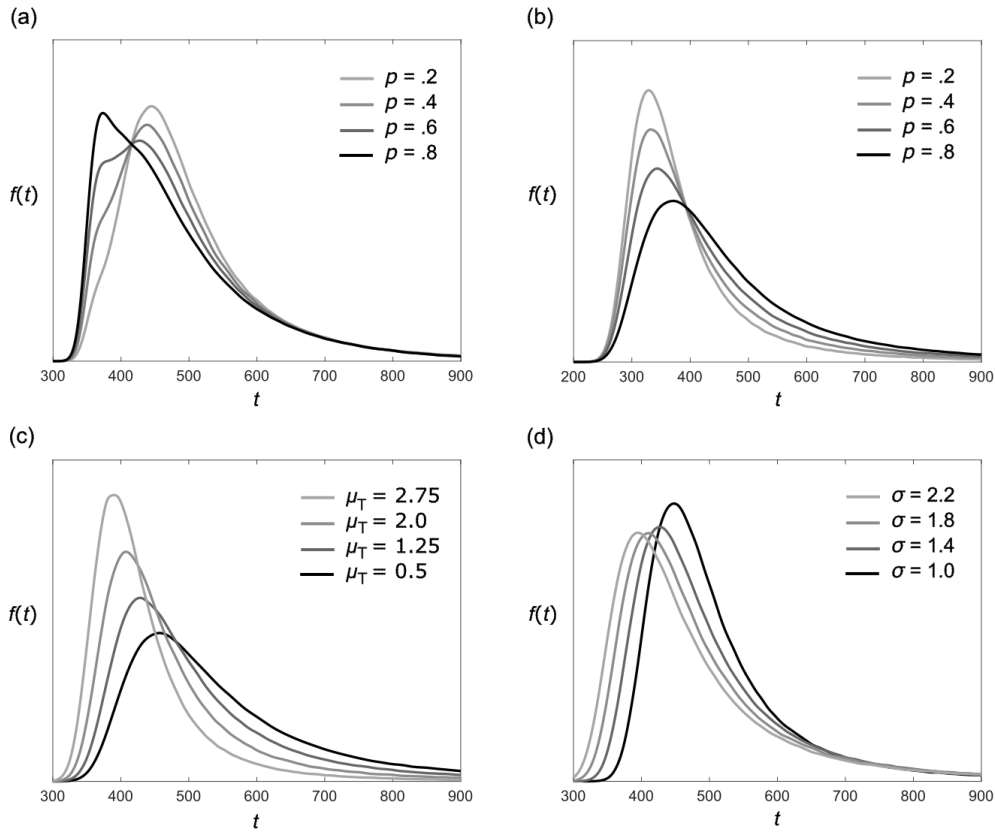 (a)
p = .2
p = .4
p = .6
p = .8
f(t)
300 400 500 600 700 800 900
t
(b)
p = .2
p = .4
p = .6
p = .8
f(t)
200 300 400 500 600 700 800 900
t
(c)
μT = 2.75
μT = 2.0
μT = 1.25
μT = 0.5
f(t)
300 400 500 600 700 800 900
t
(d)
σ = 2.2
σ = 1.8
σ = 1.4
σ = 1.0
f(t)
300 400 500 600 700 800 900
t